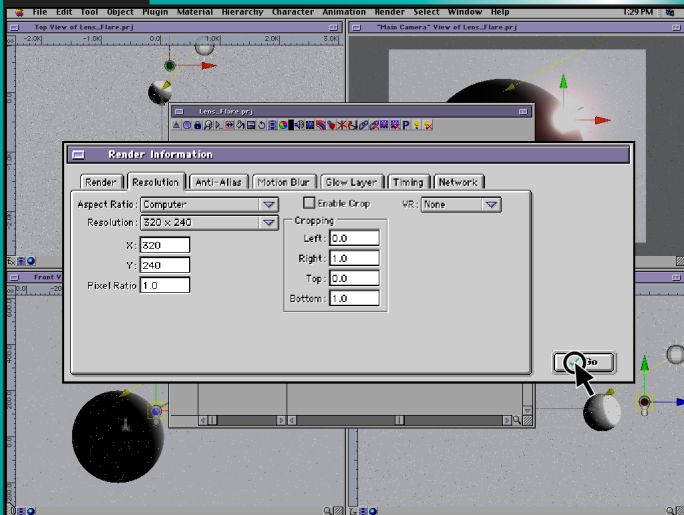 File Edit Tool Object Plugin Material Hierarchy Character Animation Render Select Window Help 1:29 PM
Top View of Lens_Flare.prj
"Main Camera" View of Lens_Flare.prj
-2.0K -1.0K 0.0 1.0K 2.0K 3.0K
Lens_Flare.prj
P
Render Information
Render Resolution Anti-Alias Motion Blur Glow Layer Timing Network
Aspect Ratio: Computer
Enable Crop
VR: None
Resolution: 320 x 240
Cropping
X: 320
Left: 0.0
Y: 240
Right: 1.0
Pixel Ratio 1.0
Top: 0.0
Bottom: 1.0
Go
Front V